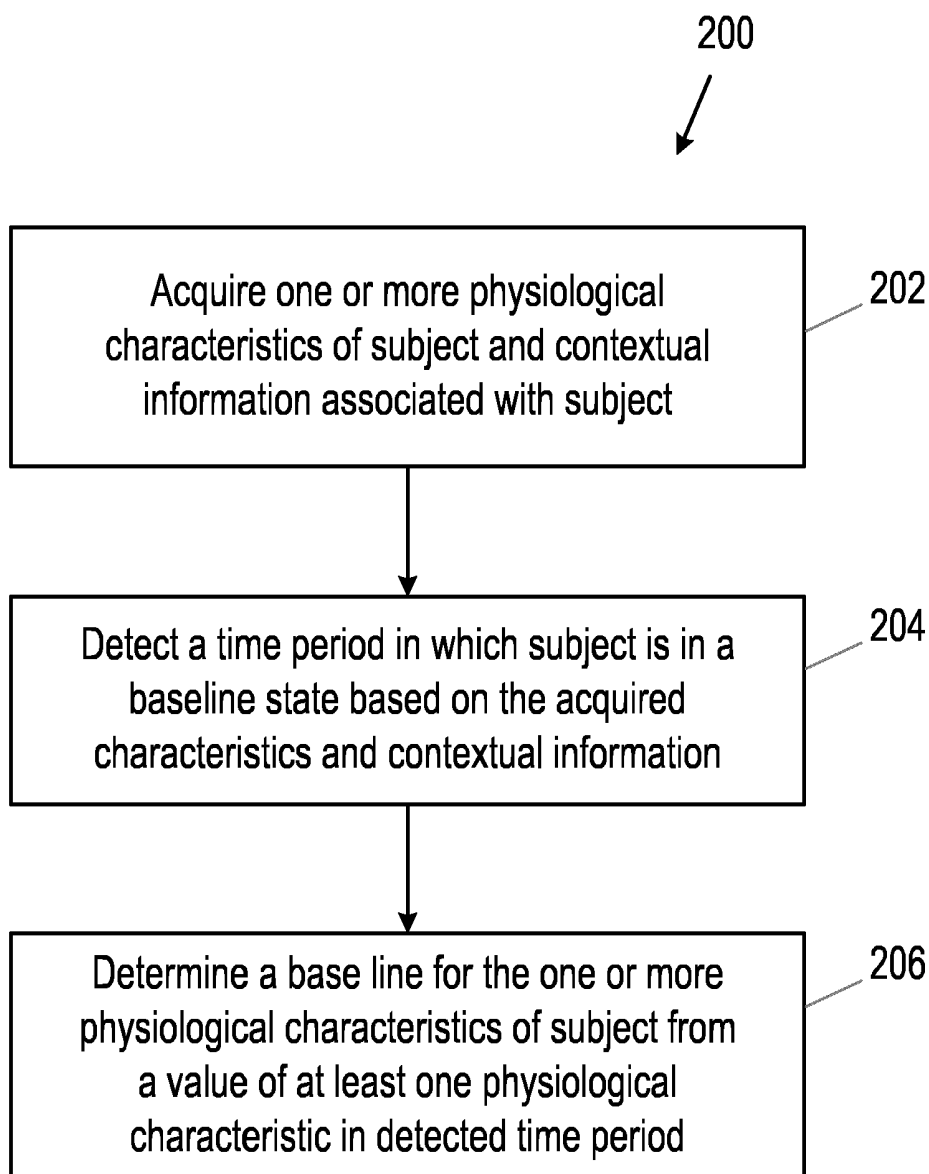 200
Acquire one or more physiological
characteristics of subject and contextual
information associated with subject
202
Detect a time period in which subject is in a
baseline state based on the acquired
characteristics and contextual information
204
Determine a base line for the one or more
physiological characteristics of subject from
a value of at least one physiological
characteristic in detected time period
206